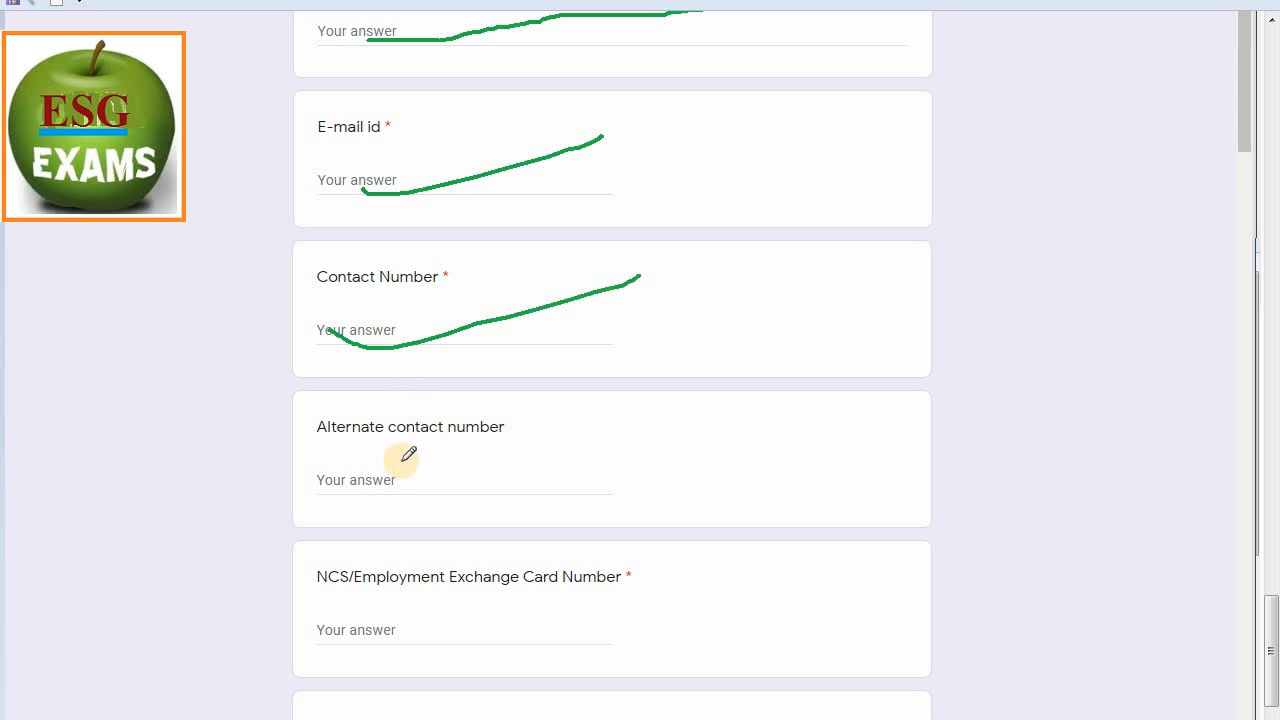 Your answer
ESG
EXAMS
E-mail id *
Your answer
Contact Number *
Your answer
Alternate contact number
Your answer
NCS/Employment Exchange Card Number *
Your answer